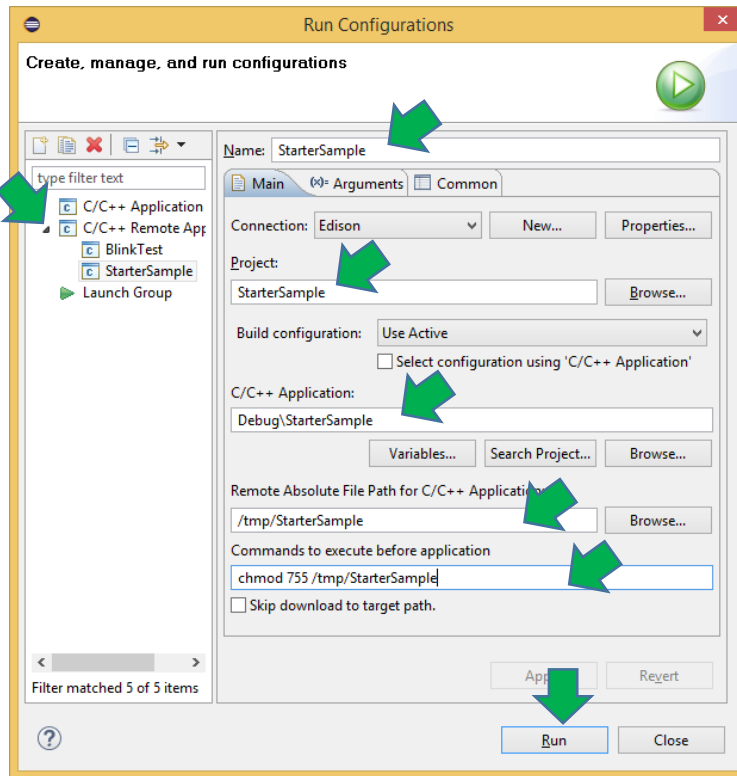 Run Configurations
Create, manage, and run configurations
type filter text
C/C++ Application
C/C++ Remote App
BlinkTest
StarterSample
Launch Group
Filter matched 5 of 5 items
Name: StarterSample
Main (x)= Arguments Common
Connection: Edison New... Properties...
Project:
StarterSample Browse...
Build configuration: Use Active
Select configuration using 'C/C++ Application'
C/C++ Application:
Debug\StarterSample
Variables... Search Project... Browse...
Remote Absolute File Path for C/C++ Application:
/tmp/StarterSample Browse...
Commands to execute before application
chmod 755 /tmp/StarterSample
Skip download to target path.
Revert
Run Close